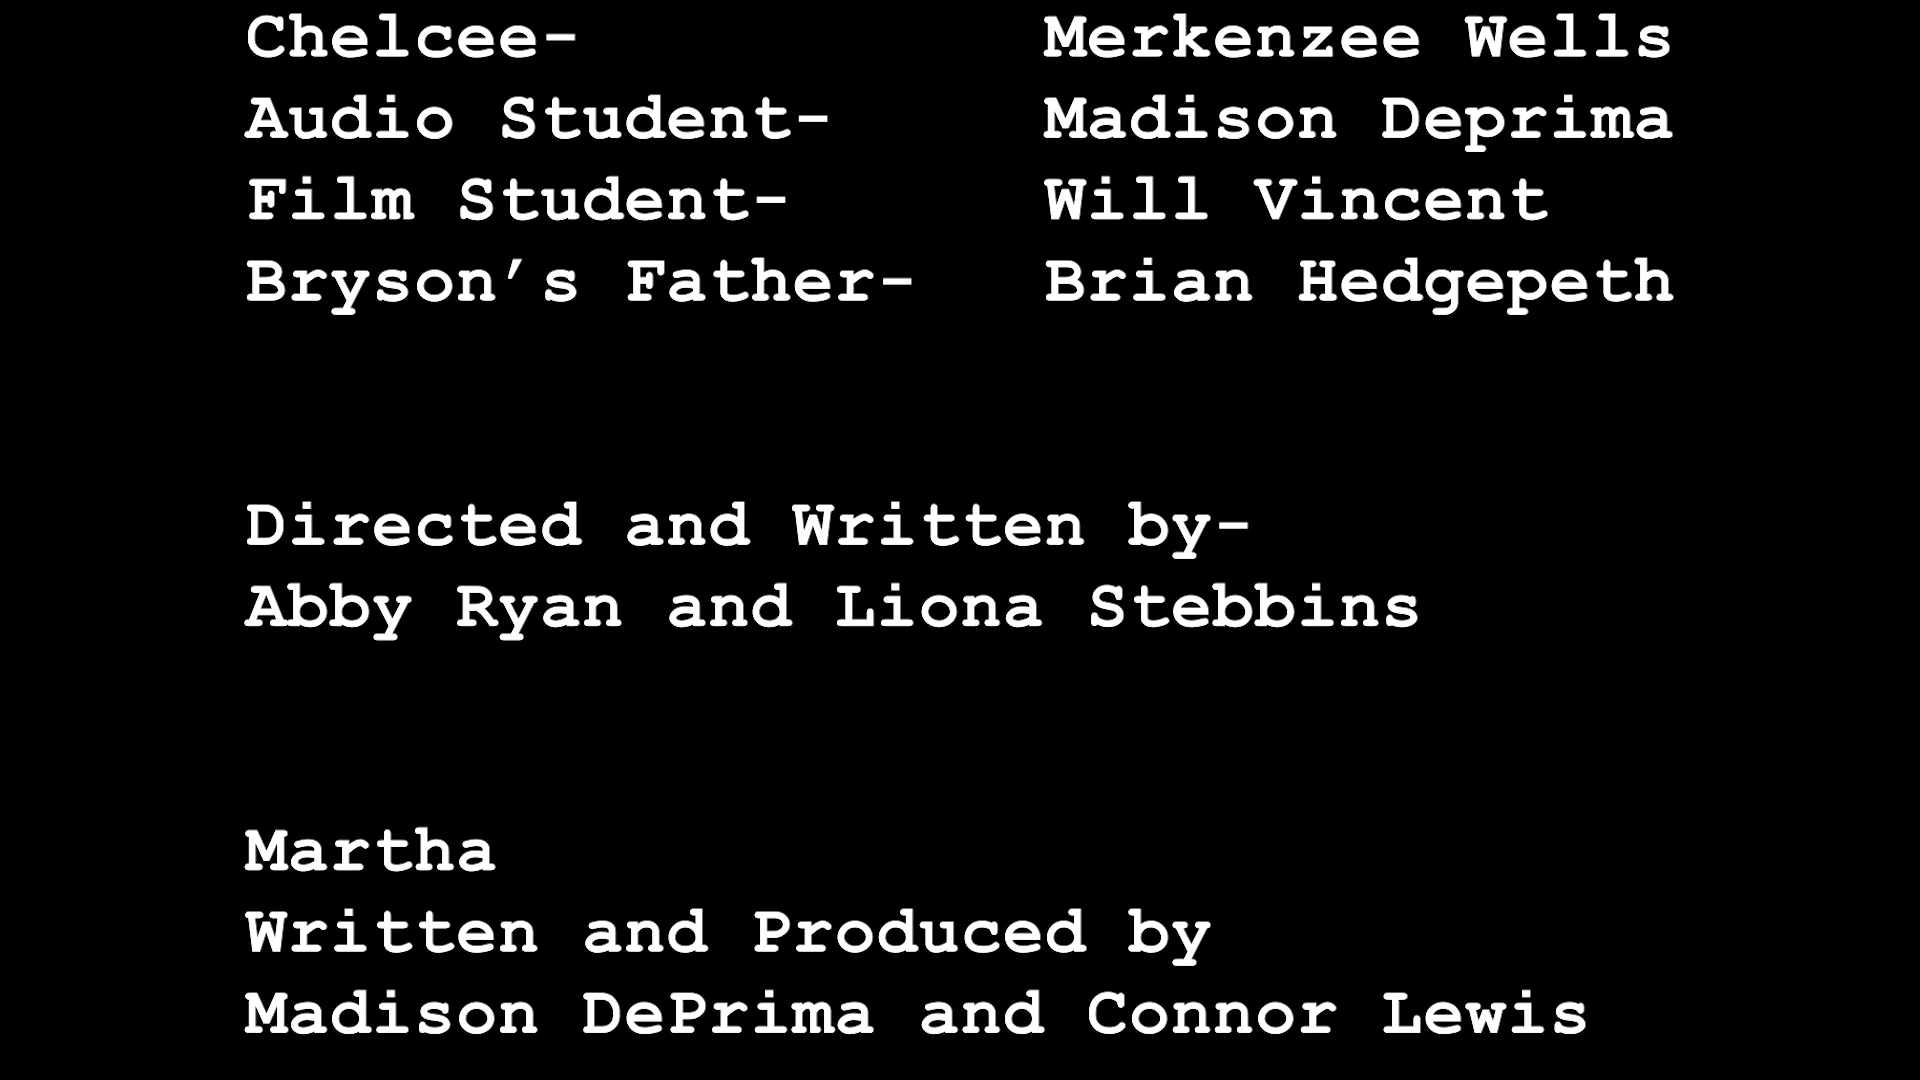 Chelcee- Merkenzee Wells
Audio Student- Madison Deprima
Film Student- Will Vincent
Bryson’s Father- Brian Hedgepeth
Directed and Written by-
Abby Ryan and Liona Stebbins
Martha
Written and Produced by
Madison DePrima and Connor Lewis